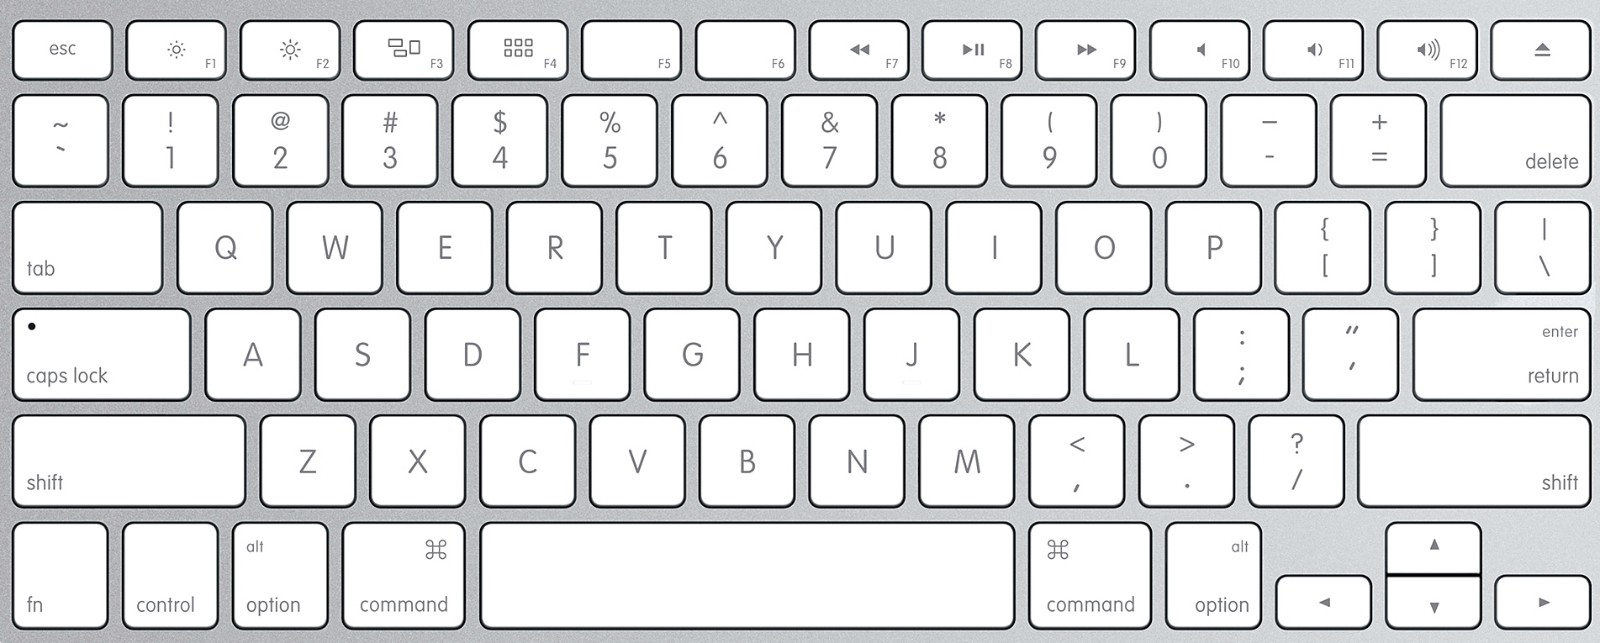 esc F1 F2 F3 F4 F5 F6 F7 F8 F9 F10 F11 F12
~ ! @ # $ % ^ & * ( ) – +
` 1 2 3 4 5 6 7 8 9 0 - = delete
tab Q W E R T Y U I O P { [ } ] | \
caps lock A S D F G H J K L : ; " ' enter return
shift Z X C V B N M < , > . ? / shift
fn control alt option ⌘ command ⌘ command alt option ◀ ▲ ▼ ▶